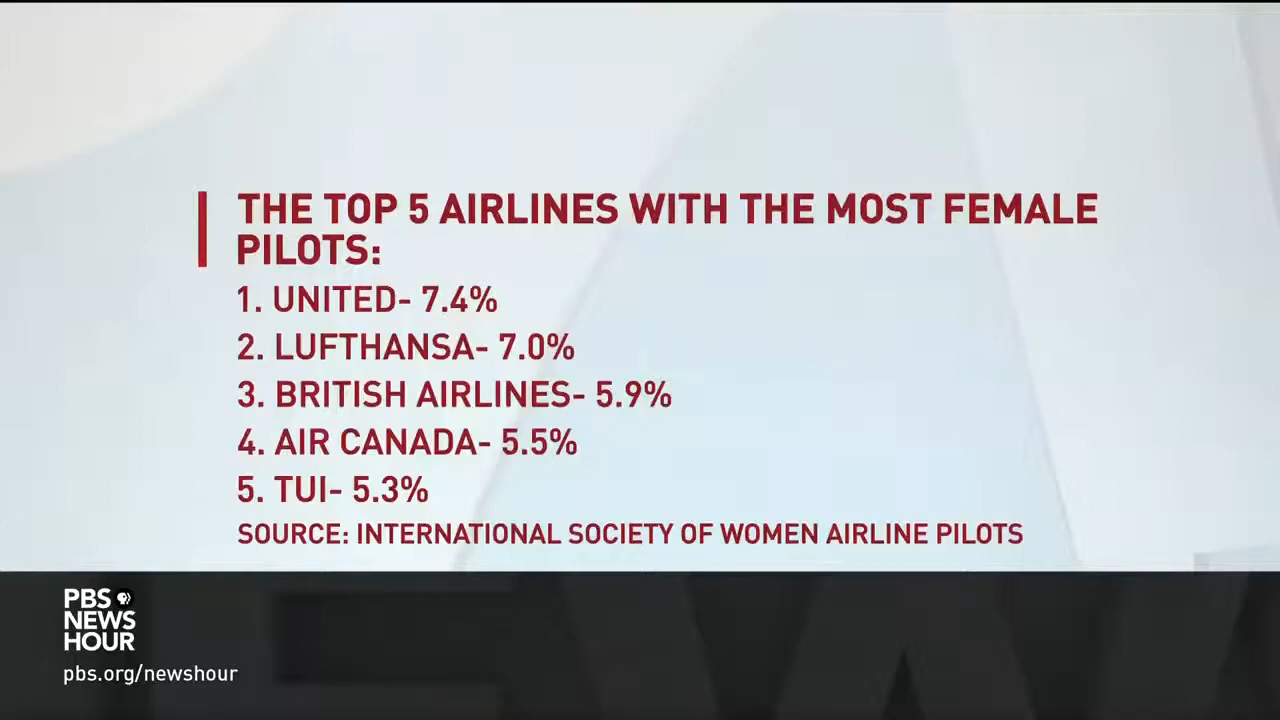 THE TOP 5 AIRLINES WITH THE MOST FEMALE
PILOTS:
1. UNITED- 7.4%
2. LUFTHANSA- 7.0%
3. BRITISH AIRLINES- 5.9%
4. AIR CANADA- 5.5%
5. TUI- 5.3%
SOURCE: INTERNATIONAL SOCIETY OF WOMEN AIRLINE PILOTS
PBS
NEWS
HOUR
pbs.org/newshour